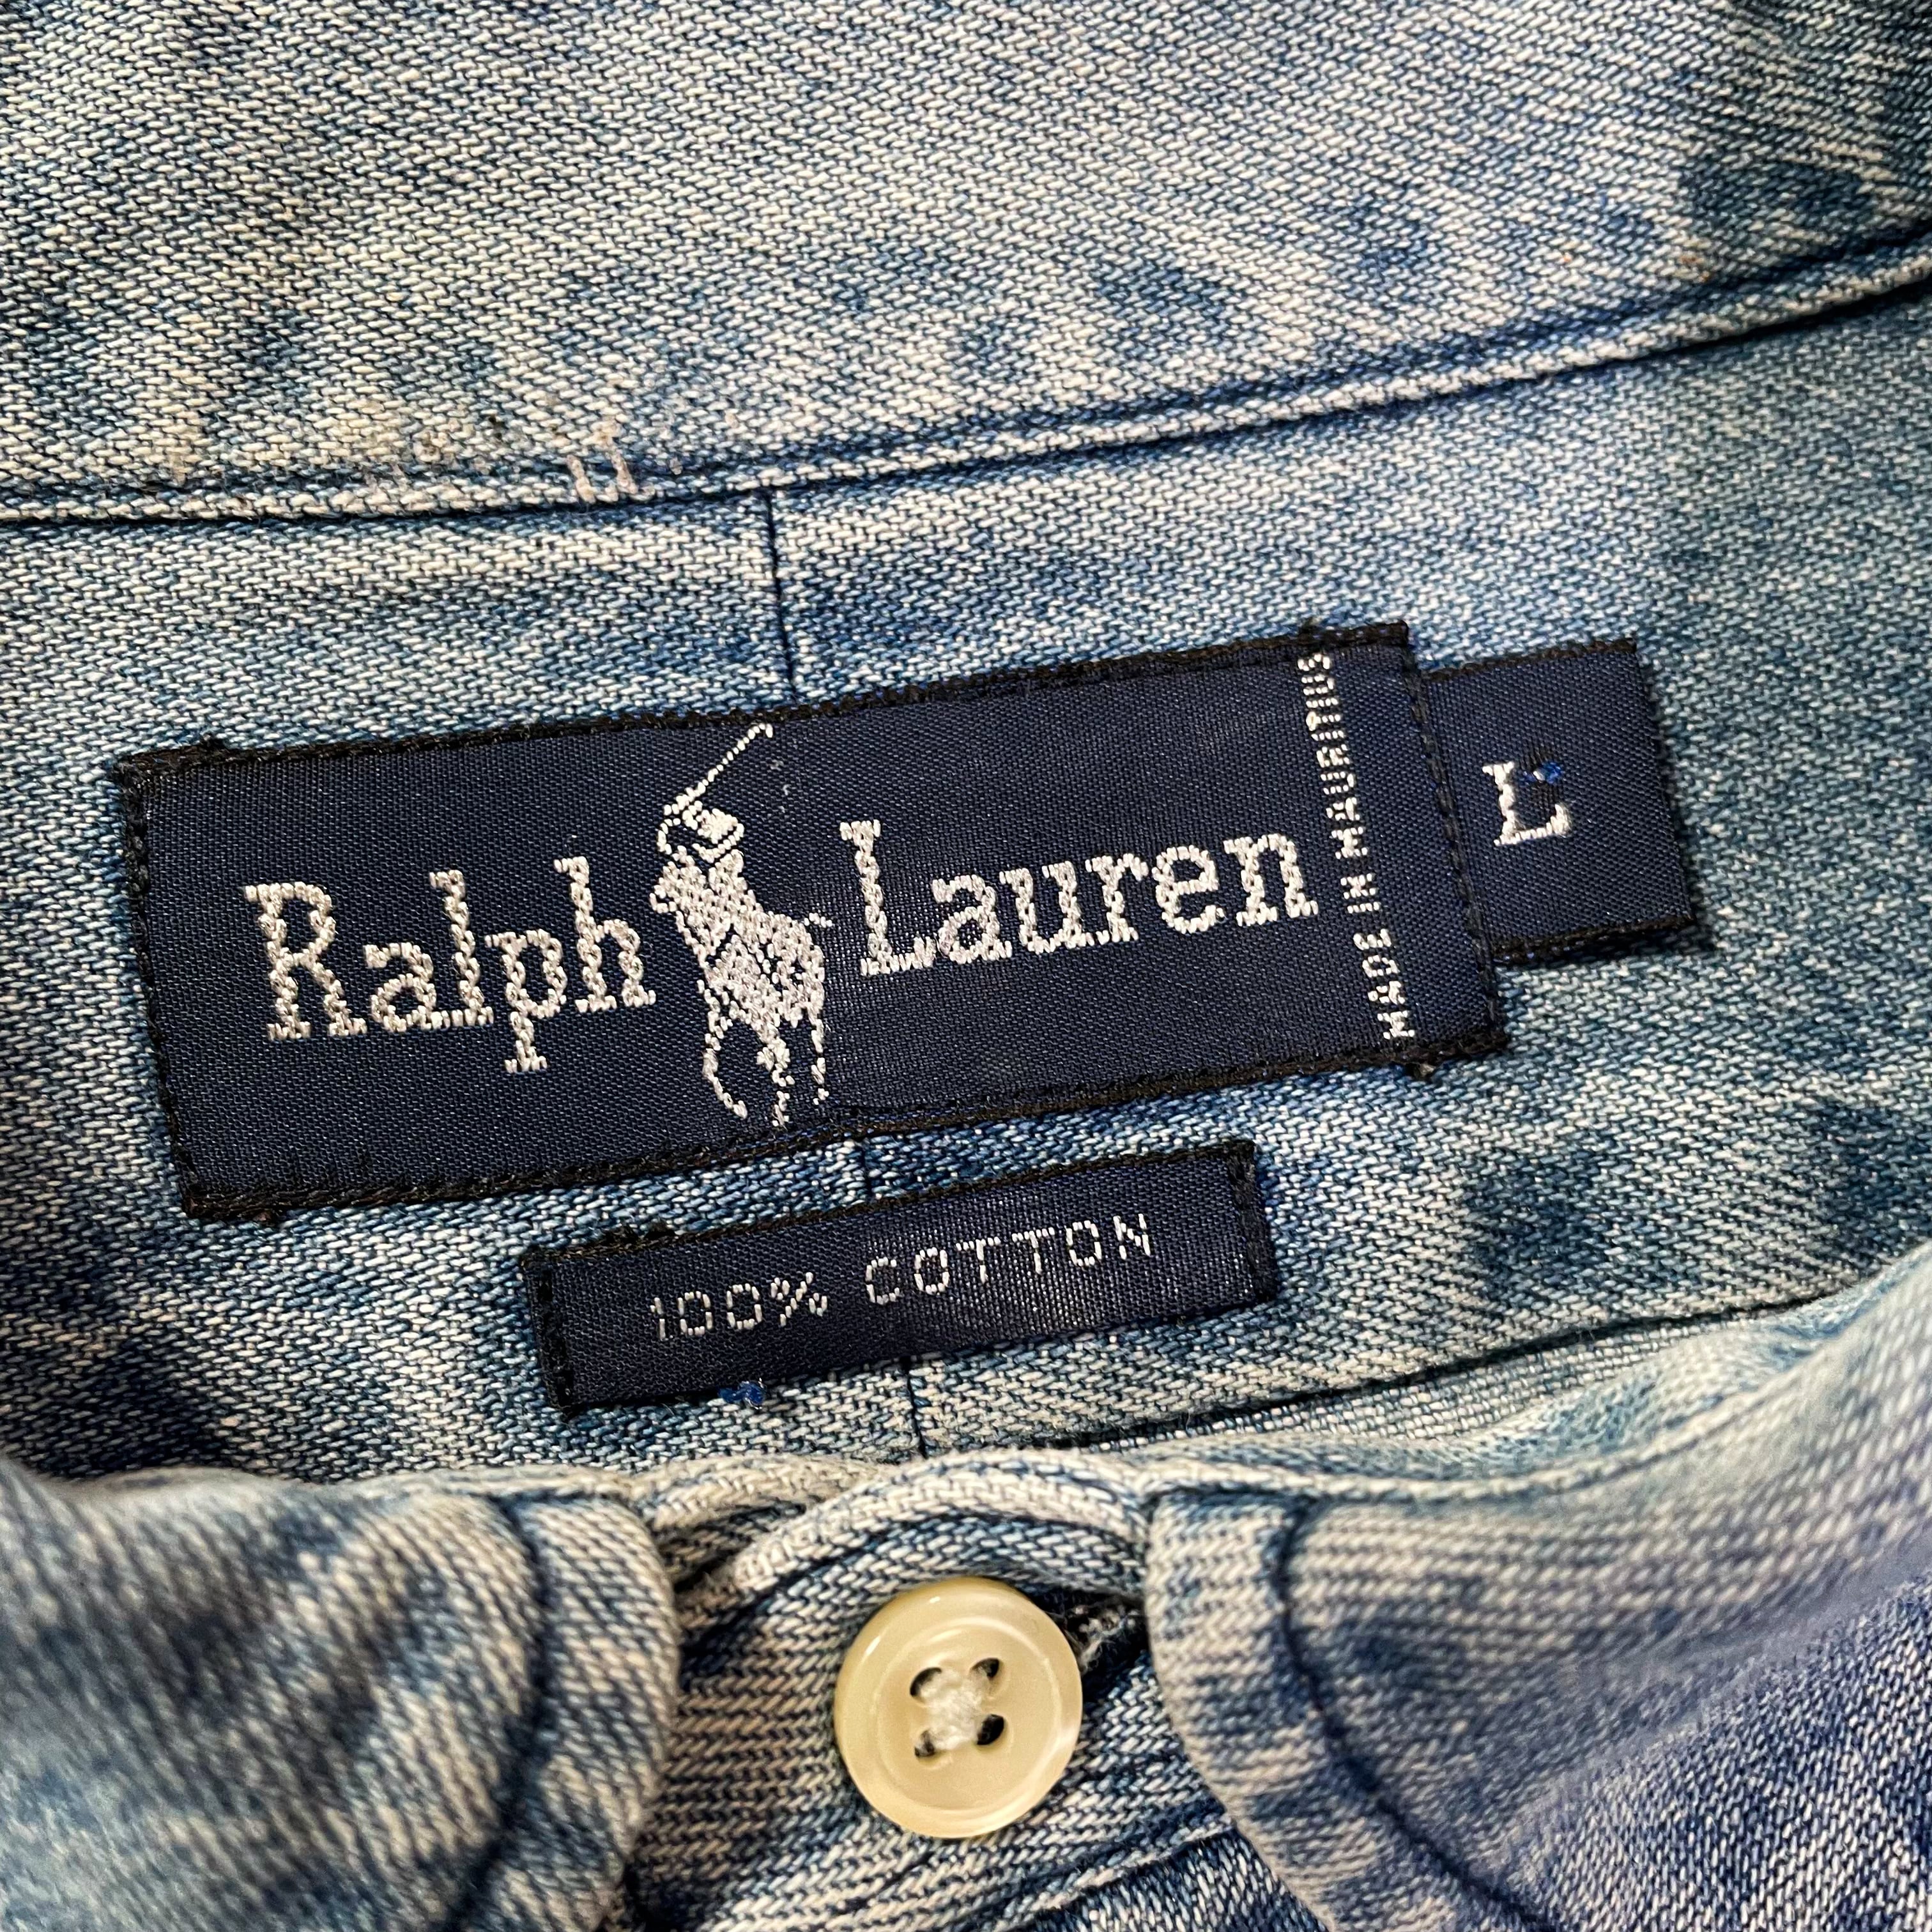 Ralph Lauren
MADE IN MAURITIUS
L
100% COTTON